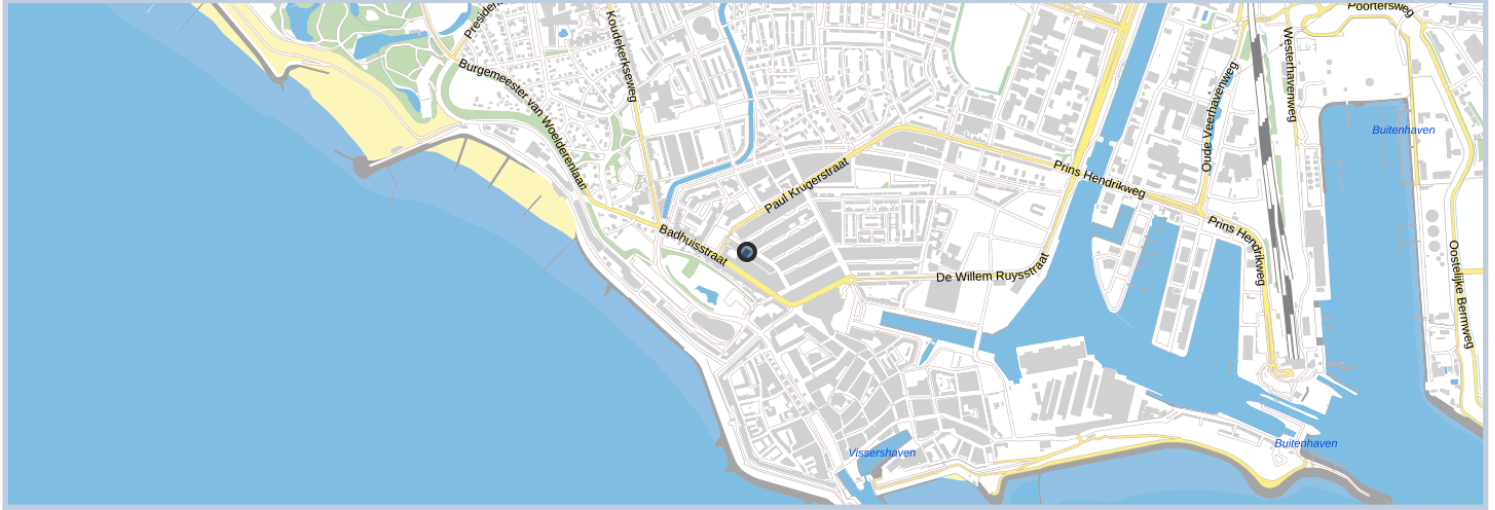 Poortersweg
President
Koudekerkseweg
Westerhavenweg
Burgemeester van Woelderenlaan
Oude Veerhavenweg
Buitenhaven
Paul Krugerstraat
Prins Hendrikweg
Badhuisstraat
Prins Hendrikweg
De Willem Ruysstraat
Oostelijke Bermweg
Buitenhaven
Vissershaven